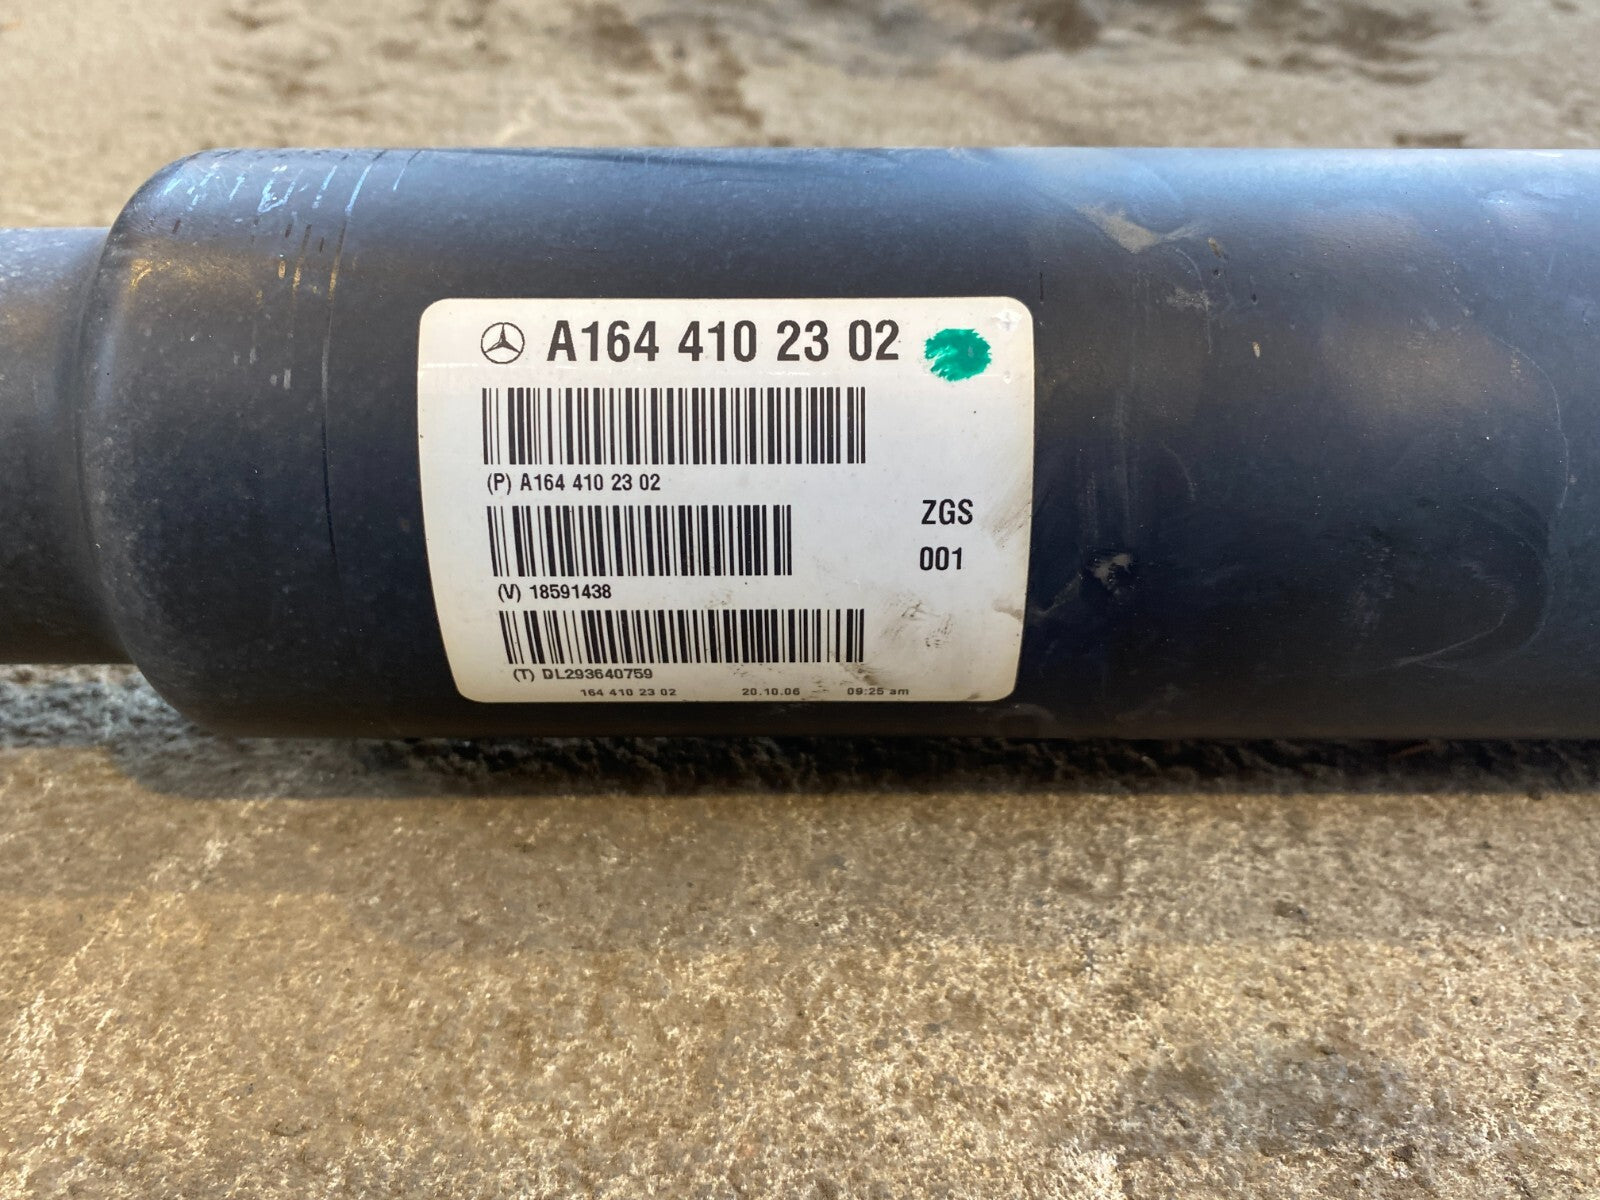 A164 410 23 02
(P) A164 410 23 02
ZGS
001
(V) 18591438
(T) DL293640759
164 410 23 02 20.10.06 09:25 am